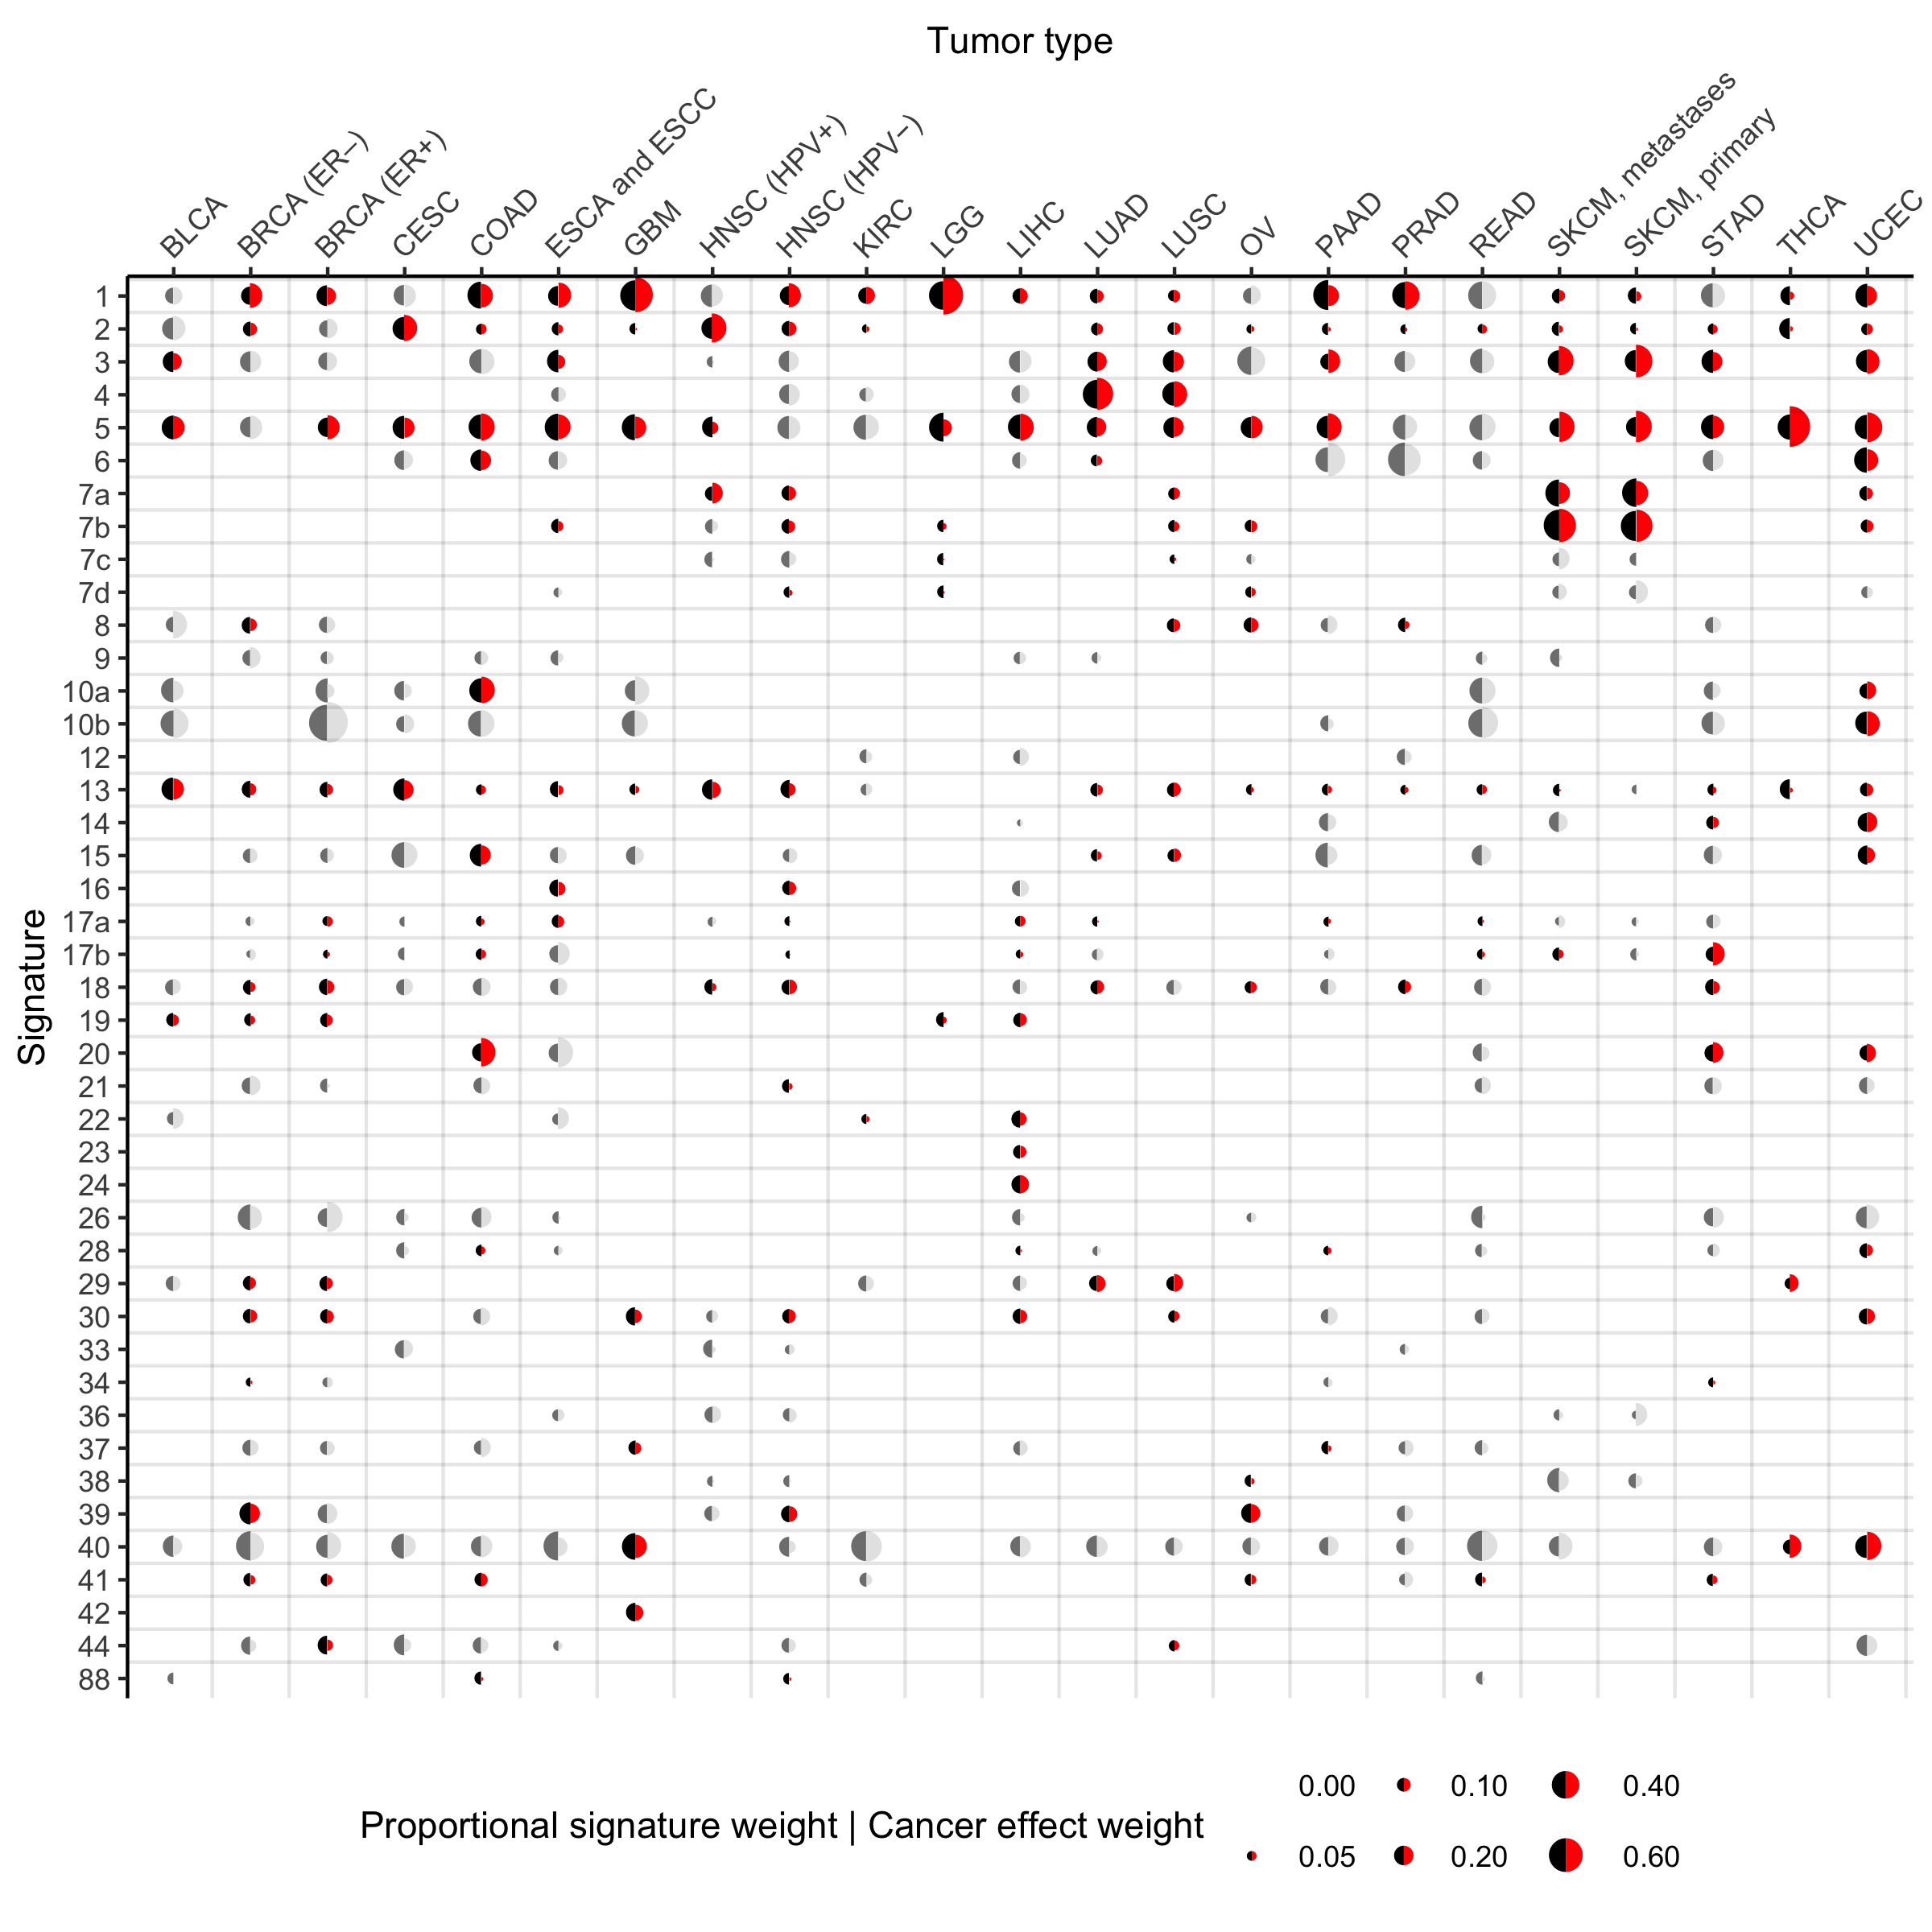 Tumor type
BLCA
BRCA (ER−)
BRCA (ER+)
CESC
COAD
ESCA and ESCC
GBM
HNSC (HPV+)
HNSC (HPV−)
KIRC
LGG
LIHC
LUAD
LUSC
OV
PAAD
PRAD
READ
SKCM, metastases
SKCM, primary
STAD
THCA
UCEC
Signature
1
2
3
4
5
6
7a
7b
7c
7d
8
9
10a
10b
12
13
14
15
16
17a
17b
18
19
20
21
22
23
24
26
28
29
30
33
34
36
37
38
39
40
41
42
44
88
Proportional signature weight | Cancer effect weight
0.00 0.10 0.40
0.05 0.20 0.60